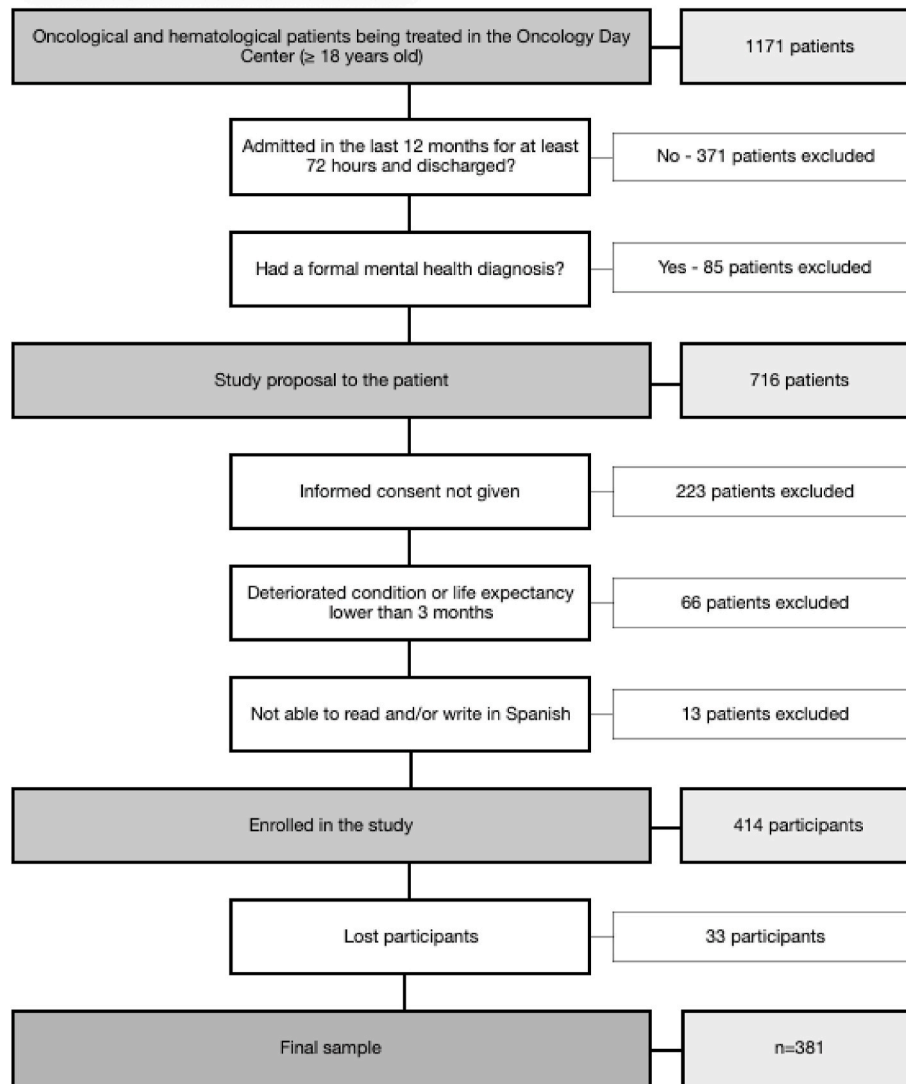 Oncological and hematological patients being treated in the Oncology Day
Center (≥ 18 years old)
1171 patients
Admitted in the last 12 months for at least
72 hours and discharged?
No - 371 patients excluded
Had a formal mental health diagnosis?
Yes - 85 patients excluded
Study proposal to the patient
716 patients
Informed consent not given
223 patients excluded
Deteriorated condition or life expectancy
lower than 3 months
66 patients excluded
Not able to read and/or write in Spanish
13 patients excluded
Enrolled in the study
414 participants
Lost participants
33 participants
Final sample
n=381